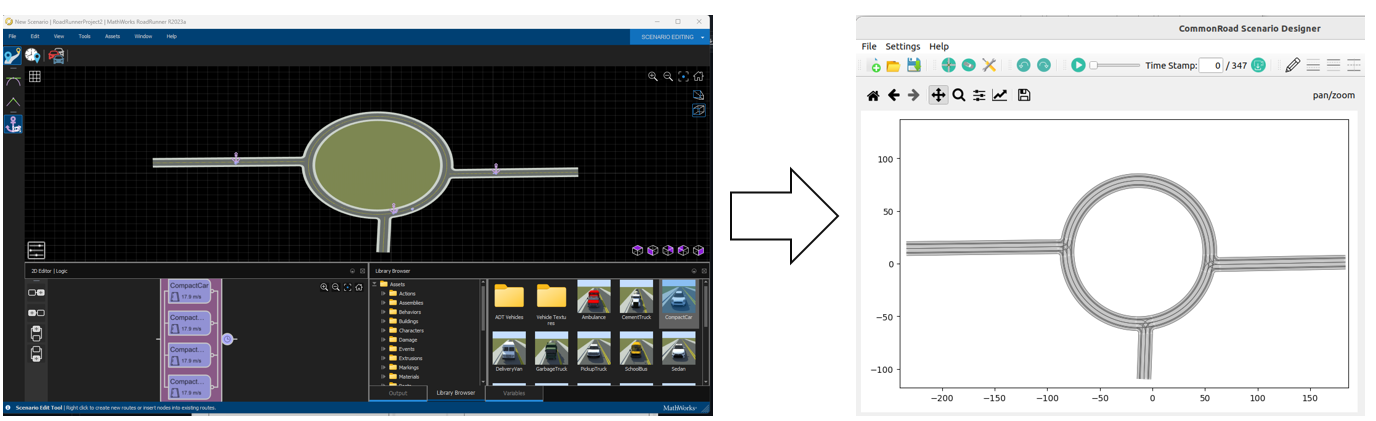 New Scenario | RoadRunnerProject2 | MathWorks RoadRunner R2023a
File Edit View Tools Assets Window Help
SCENARIO EDITING
2D Editor | Logic
CompactCar
17.9 m/s
Compact...
17.9 m/s
Compact...
17.9 m/s
Compact...
17.9 m/s
Library Browser
Assets
Actions
Assemblies
Behaviors
Buildings
Characters
Damage
Events
Extrusions
Markings
Materials
ADT Vehicles
Vehicle Textu
res
Ambulance
CementTruck
CompactCar
DeliveryVan
GarbageTruck
PickupTruck
SchoolBus
Sedan
Output
Library Browser
Variables
Scenario Edit Tool | Right click to create new routes or insert nodes into existing routes.
MathWorks
CommonRoad Scenario Designer
File Settings Help
Time Stamp: 0 / 347
pan/zoom
100
50
0
−50
−100
−200 −150 −100 −50 0 50 100 150